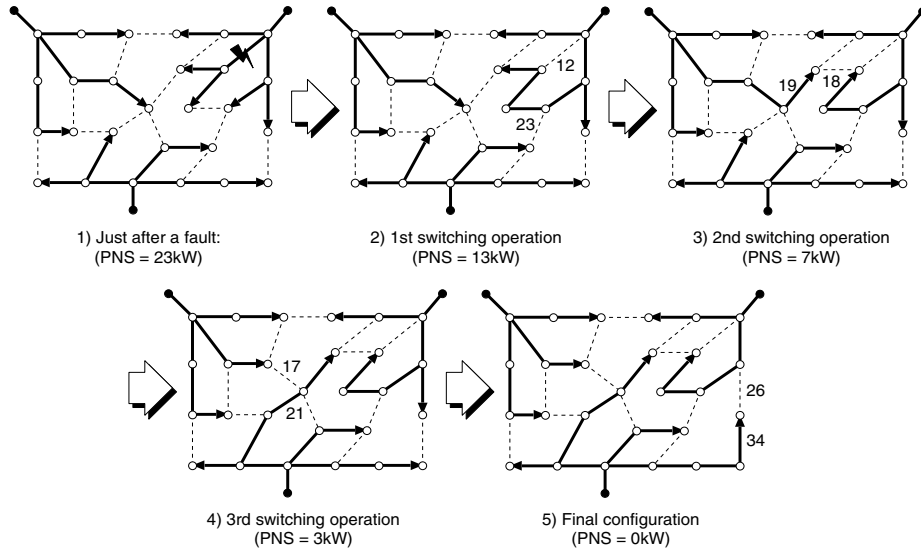 12
23
19
18
1) Just after a fault:
(PNS = 23kW)
2) 1st switching operation
(PNS = 13kW)
3) 2nd switching operation
(PNS = 7kW)
17
21
26
34
4) 3rd switching operation
(PNS = 3kW)
5) Final configuration
(PNS = 0kW)